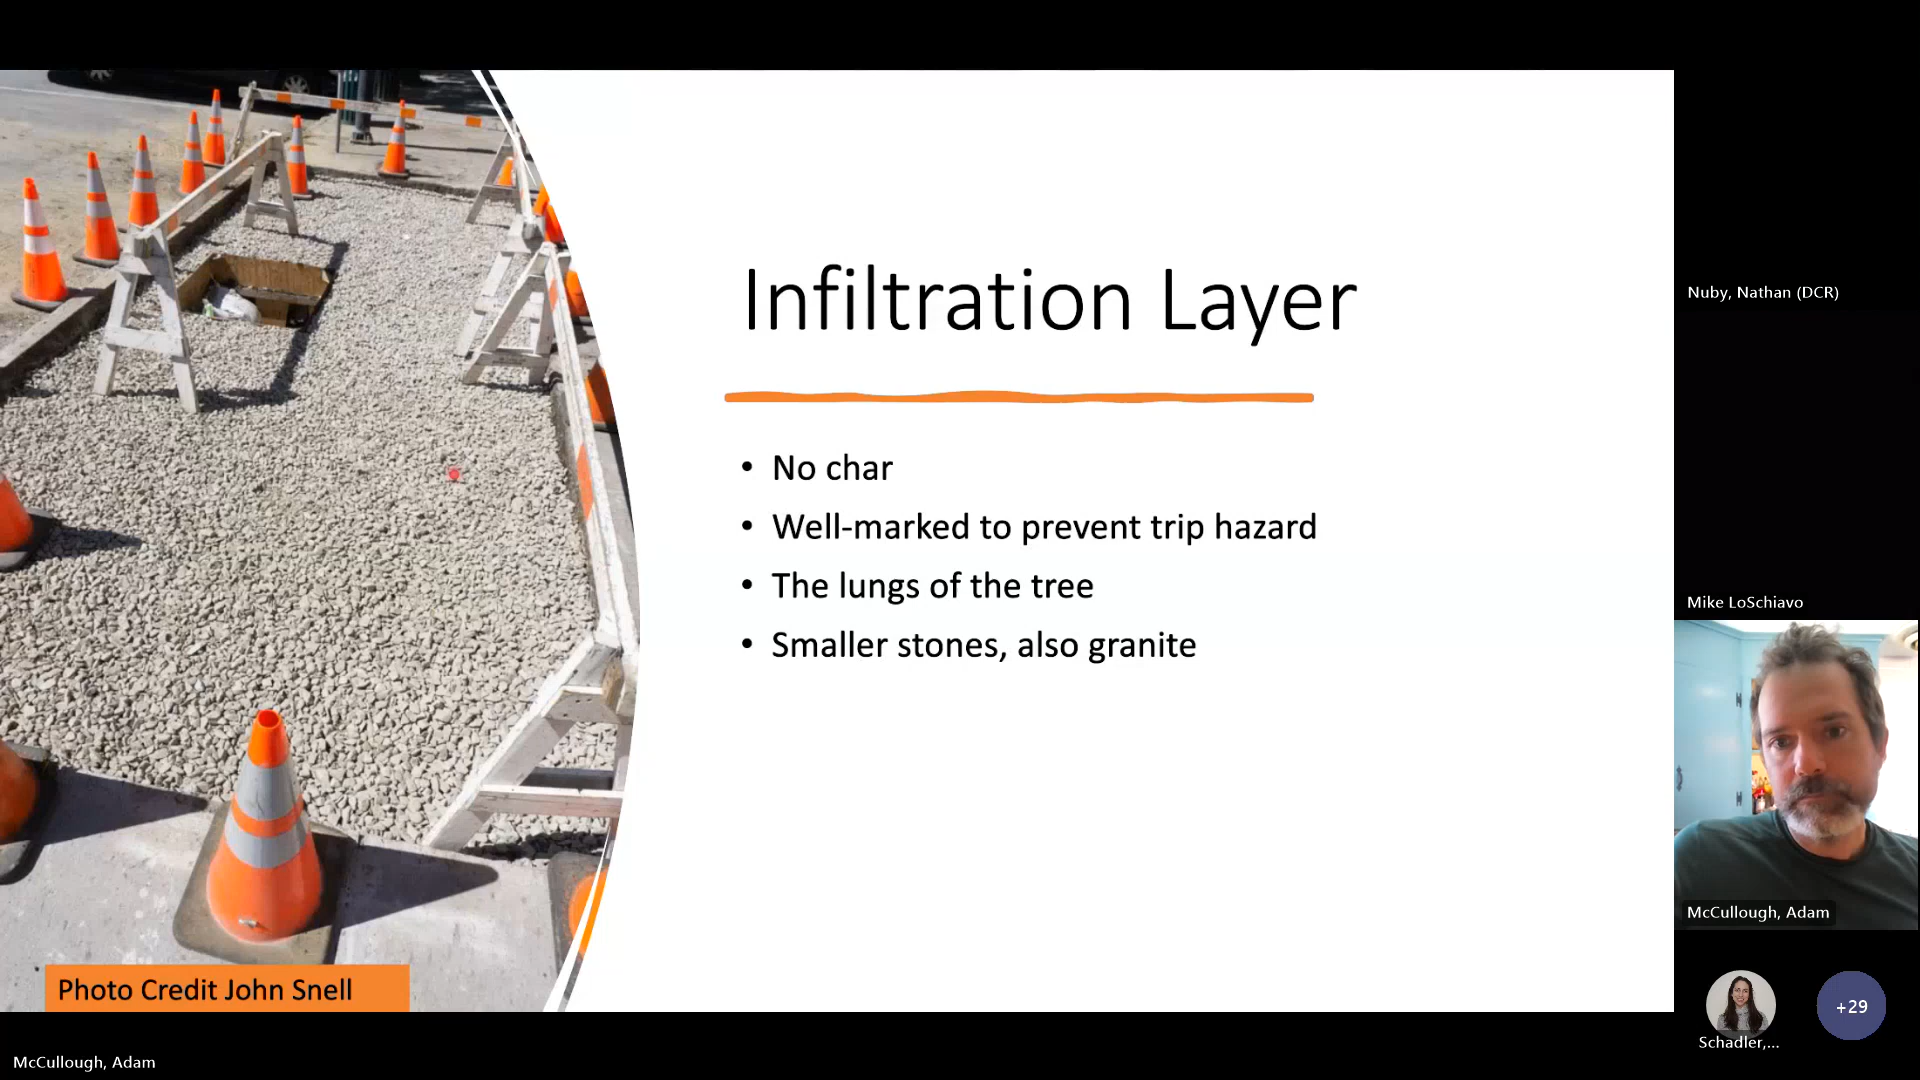 Infiltration Layer
• No char
• Well-marked to prevent trip hazard
• The lungs of the tree
• Smaller stones, also granite
Photo Credit John Snell
Nuby, Nathan (DCR)
Mike LoSchiavo
McCullough, Adam
Schadler,...
+29
McCullough, Adam